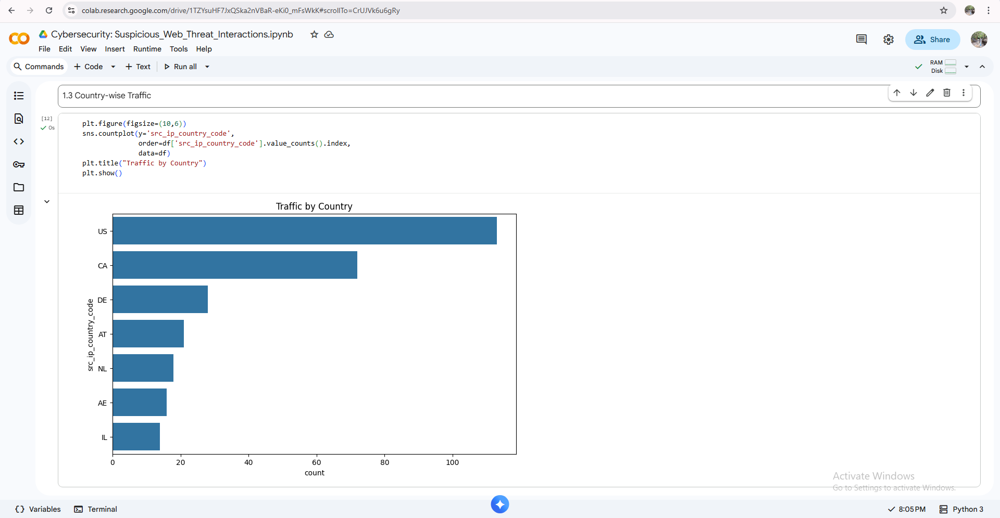 colab.research.google.com/drive/1TZYsuHF7JxQSka2nVBaR-eKi0_mFsWkK#scrollTo=CrUJVk6u6gRy
Cybersecurity: Suspicious_Web_Threat_Interactions.ipynb
File Edit View Insert Runtime Tools Help
Share
Commands + Code + Text Run all
RAM
Disk
1.3 Country-wise Traffic
[12]
0s
plt.figure(figsize=(10,6))
sns.countplot(y='src_ip_country_code',
order=df['src_ip_country_code'].value_counts().index,
data=df)
plt.title("Traffic by Country")
plt.show()
Traffic by Country
US
CA
DE
AT
NL
AE
IL
src_ip_country_code
0 20 40 60 80 100
count
Activate Windows
Go to Settings to activate Windows.
Variables Terminal
8:05 PM Python 3